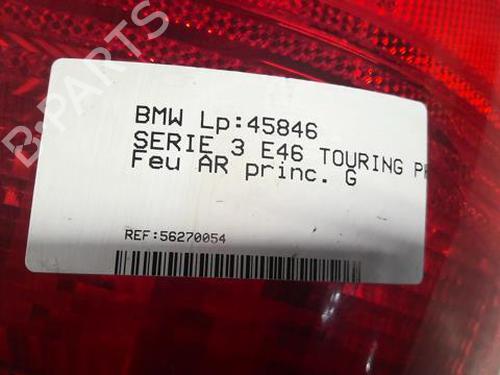 B-PARTS
BMW Lp:45846
SERIE 3 E46 TOURING
Feu AR princ. G
REF:56270054